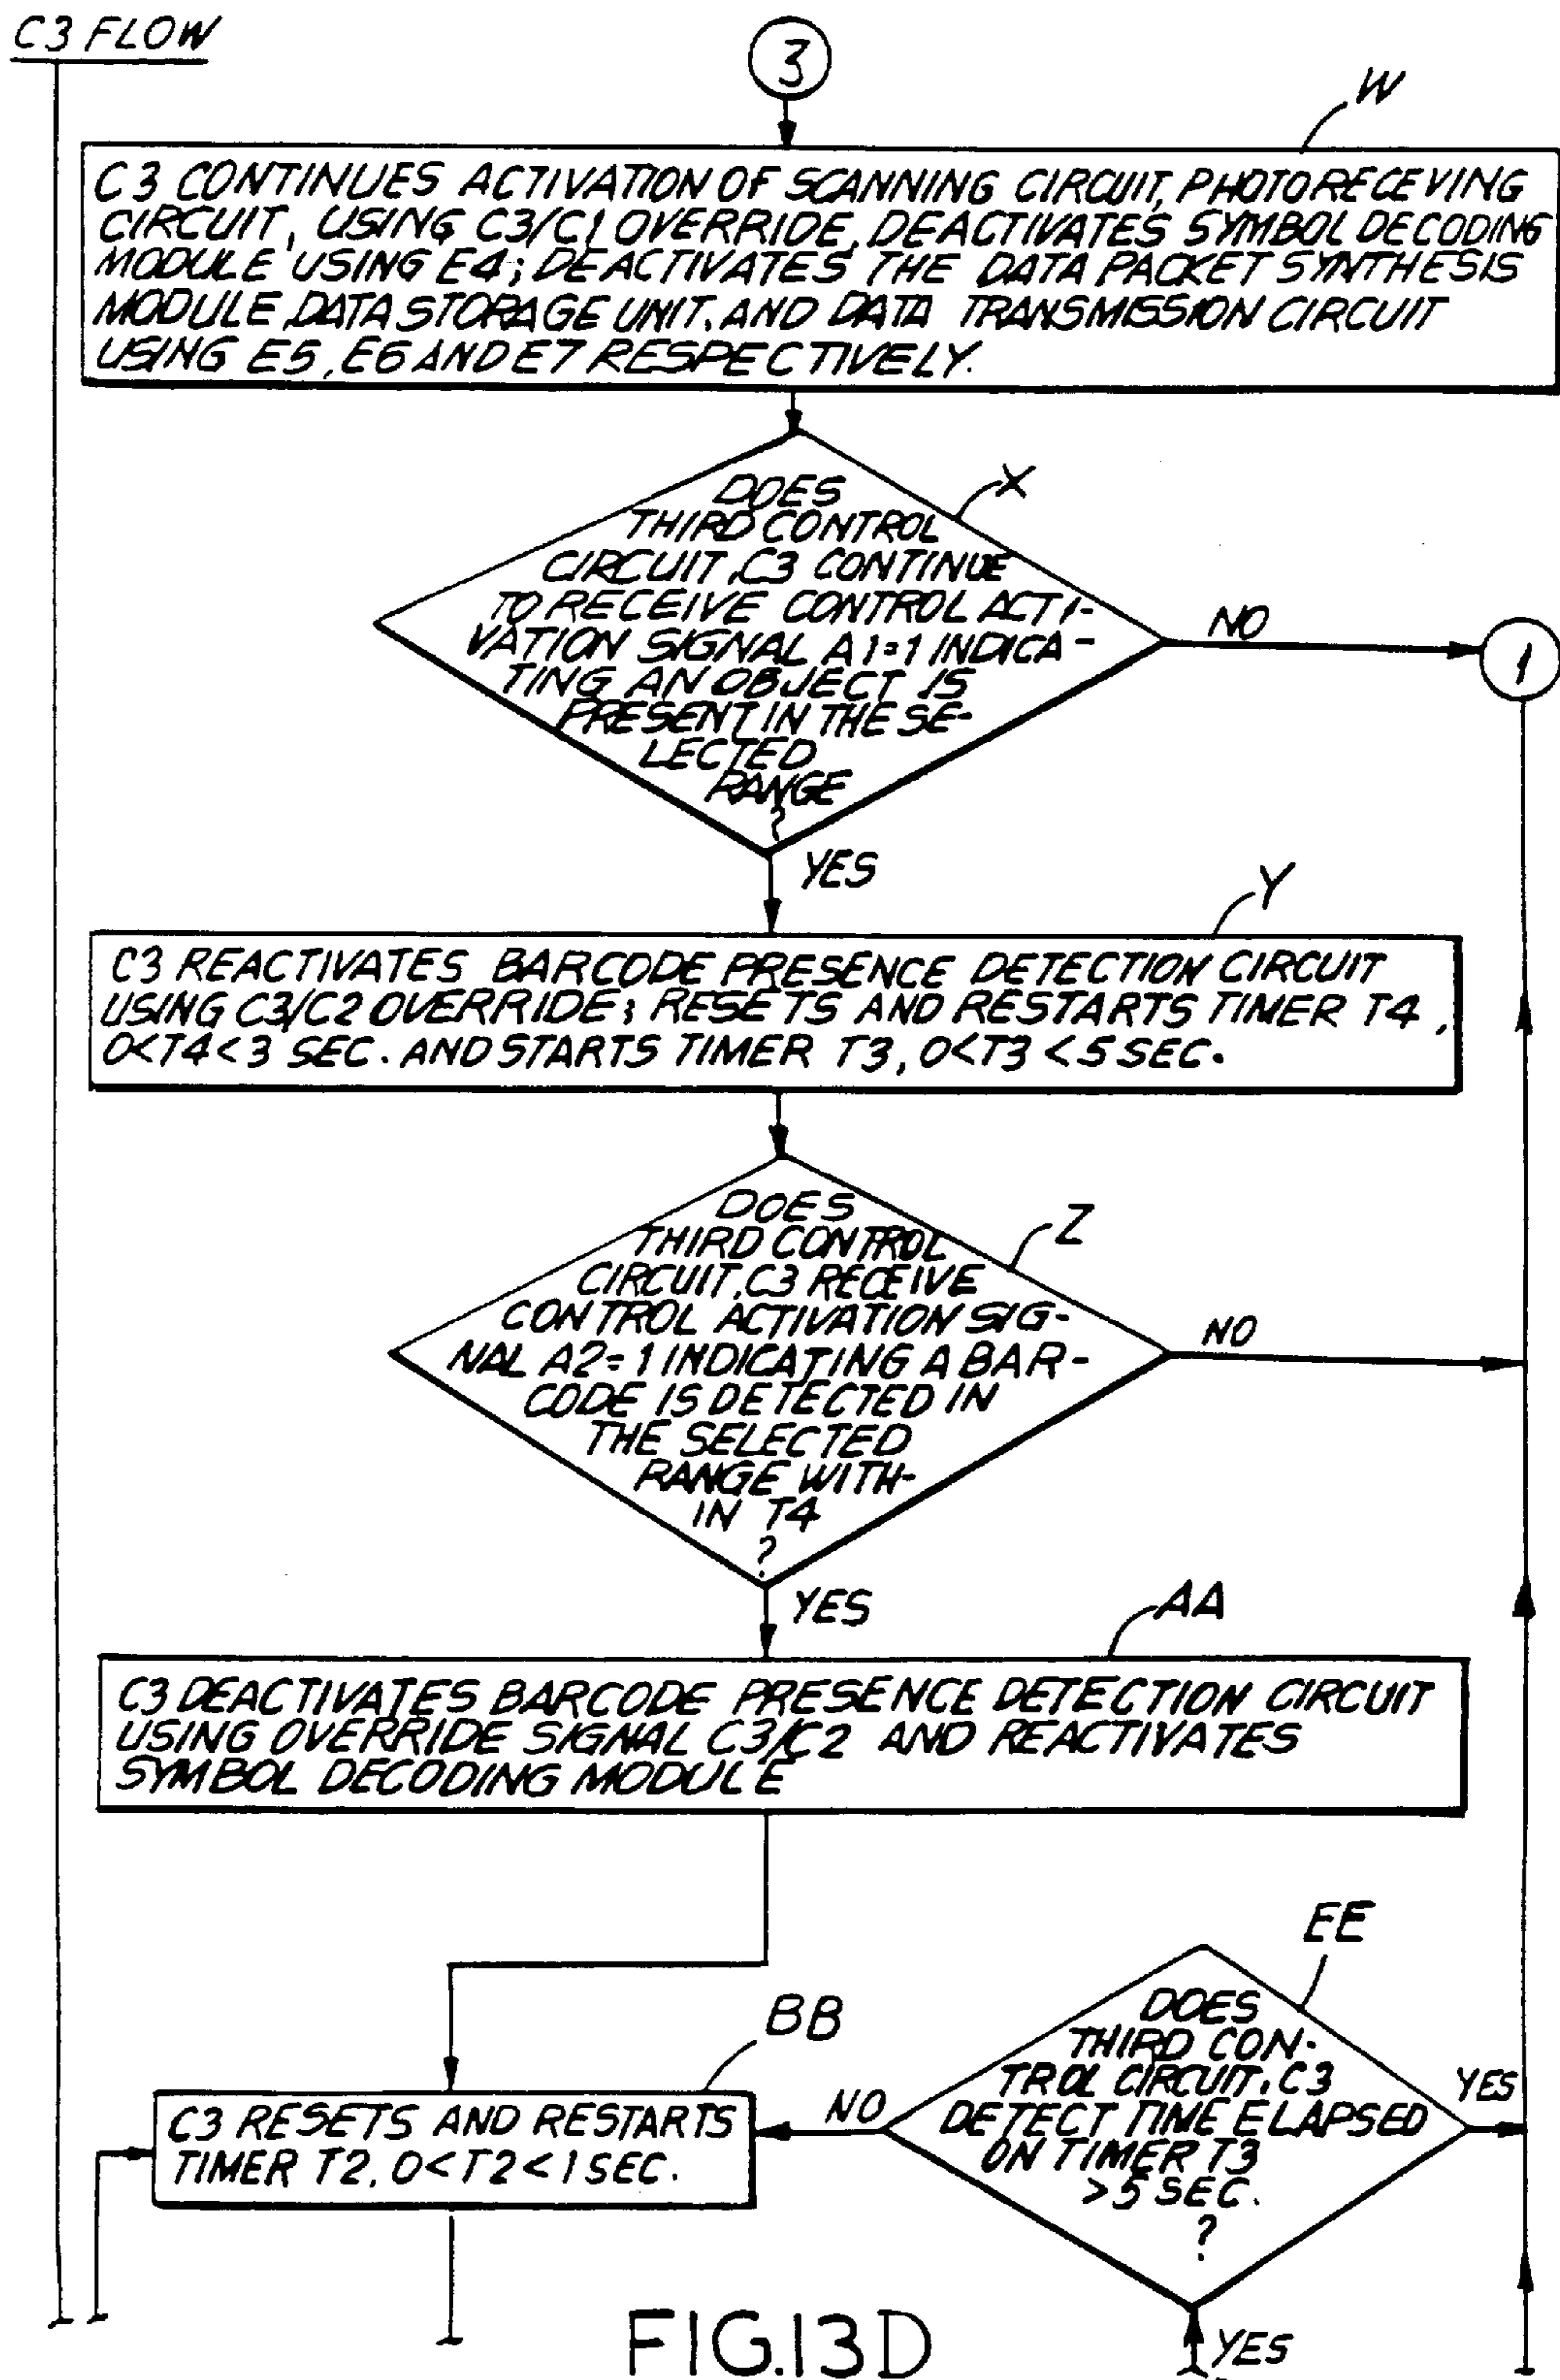 C3 FLOW
3
W
C3 CONTINUES ACTIVATION OF SCANNING CIRCUIT, PHOTORECEVING
CIRCUIT, USING C3/C1 OVERRIDE, DEACTIVATES SYMBOL DECODING
MODULE USING E4; DEACTIVATES THE DATA PACKET SYNTHESIS
MODULE, DATA STORAGE UNIT, AND DATA TRANSMISSION CIRCUIT
USING E5, E6 AND E7 RESPECTIVELY.
X
DOES
THIRD CONTROL
CIRCUIT, C3 CONTINUE
TO RECEIVE CONTROL ACTI-
VATION SIGNAL A1=1 INDICA-
TING AN OBJECT IS
PRESENT IN THE SE-
LECTED
RANGE
?
NO
1
YES
Y
C3 REACTIVATES BARCODE PRESENCE DETECTION CIRCUIT
USING C3/C2 OVERRIDE; RESETS AND RESTARTS TIMER T4,
0<T4<3 SEC. AND STARTS TIMER T3, 0<T3<5 SEC.
Z
DOES
THIRD CONTROL
CIRCUIT, C3 RECEIVE
CONTROL ACTIVATION SIG-
NAL A2=1 INDICATING A BAR-
CODE IS DETECTED IN
THE SELECTED
RANGE WITH-
IN T4
?
NO
YES
AA
C3 DEACTIVATES BARCODE PRESENCE DETECTION CIRCUIT
USING OVERRIDE SIGNAL C3/C2 AND REACTIVATES
SYMBOL DECODING MODULE
EE
DOES
THIRD CON-
TROL CIRCUIT, C3
DETECT TIME ELAPSED
ON TIMER T3
>5 SEC.
?
YES
NO
BB
C3 RESETS AND RESTARTS
TIMER T2, 0<T2<1 SEC.
YES
FIG.13D